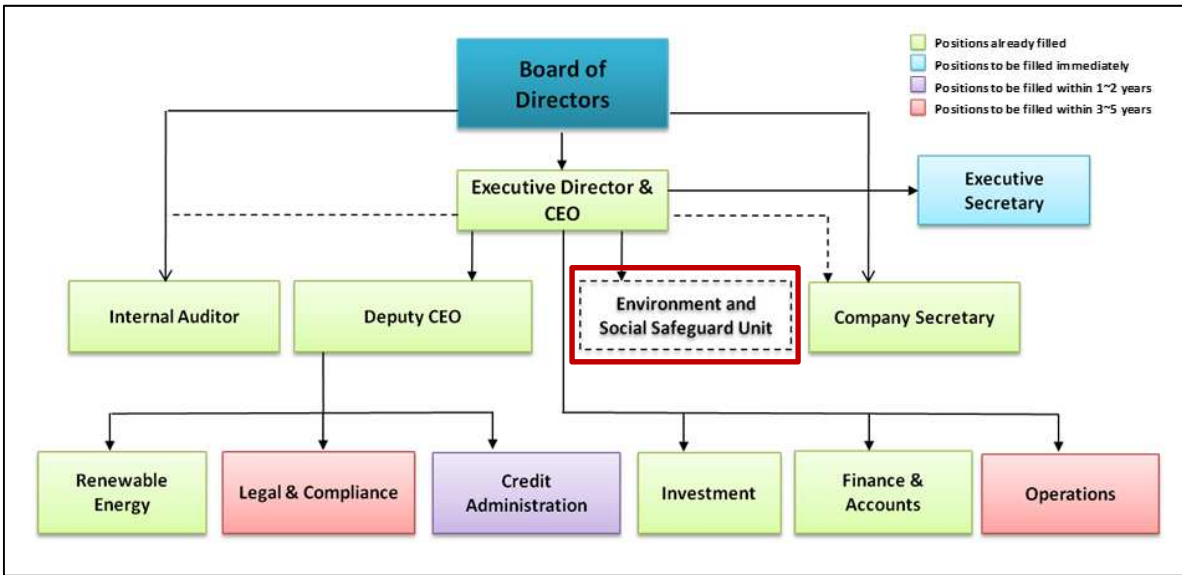 Positions already filled
Positions to be filled immediately
Positions to be filled within 1~2 years
Positions to be filled within 3~5 years
Board of
Directors
Executive Director &
CEO
Executive
Secretary
Internal Auditor
Deputy CEO
Environment and
Social Safeguard Unit
Company Secretary
Renewable
Energy
Legal & Compliance
Credit
Administration
Investment
Finance &
Accounts
Operations